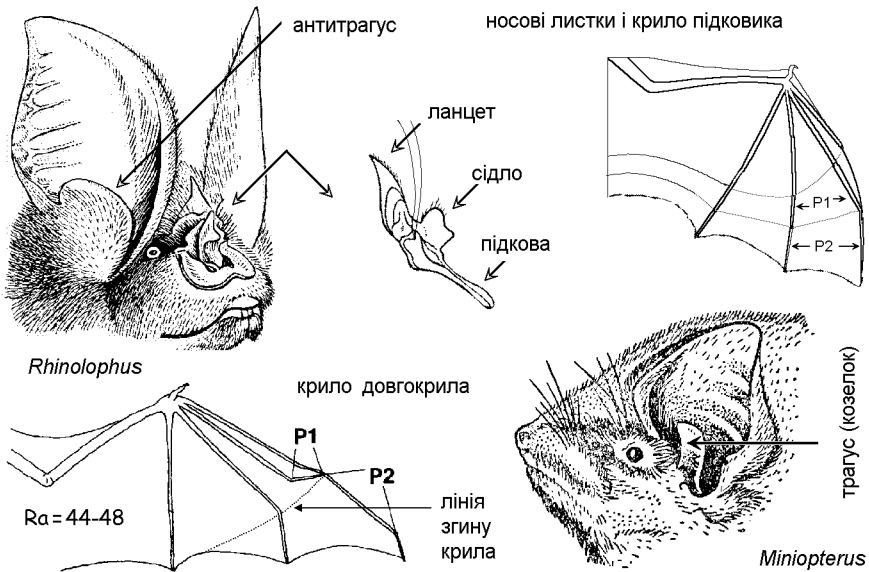 антитрагус
носові листки і крило підковика
ланцет
сідло
підкова
P1
P2
Rhinolophus
крило довгокрила
P1
P2
Ra = 44-48
лінія
згину
крила
трагус (козелок)
Miniopterus